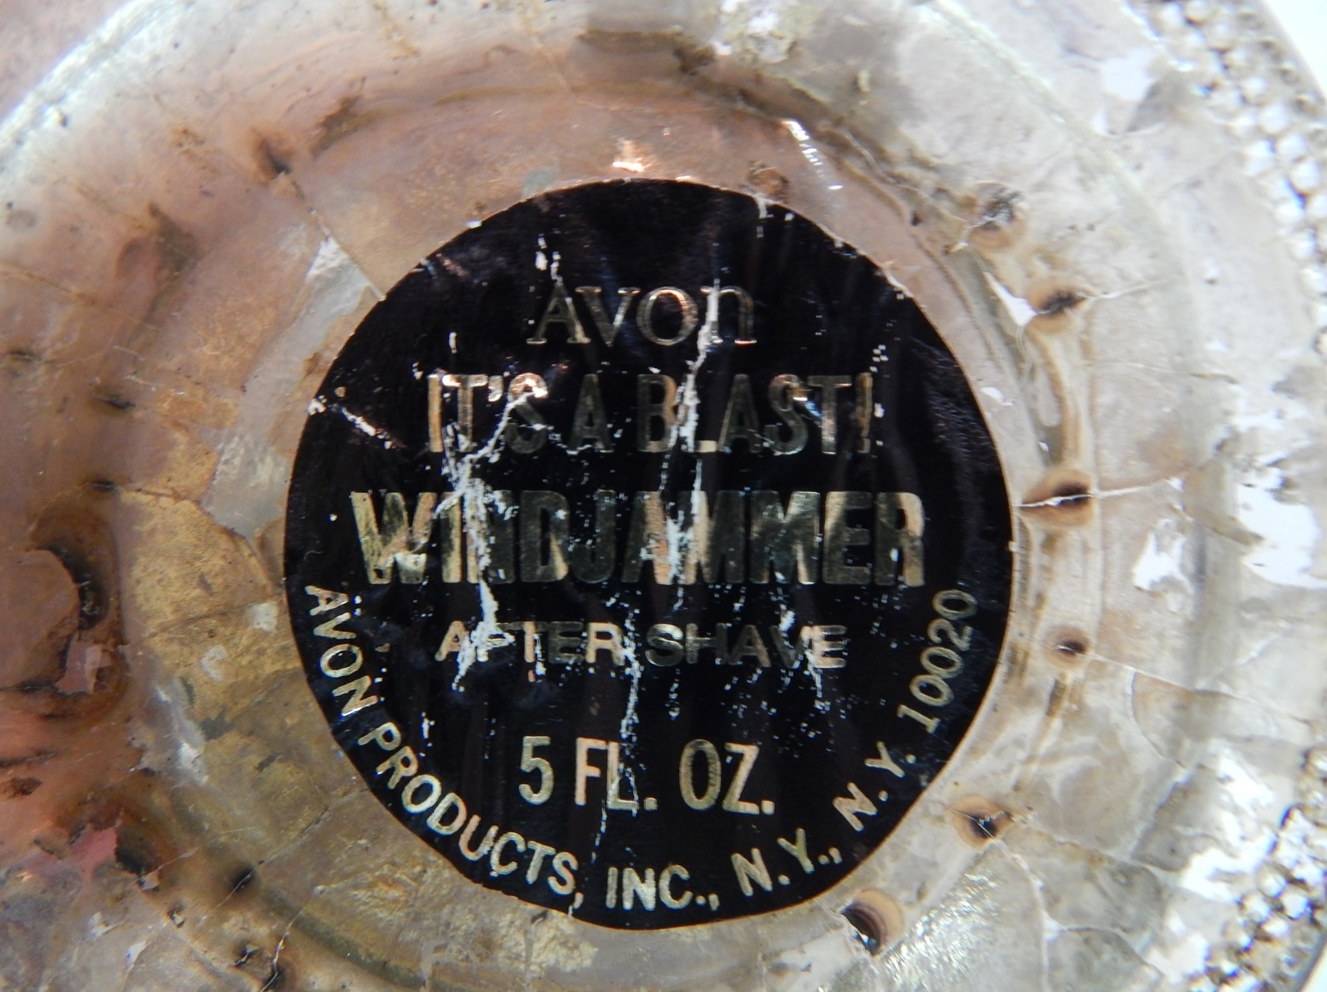 Avon
IT'S A BLAST!
WINDJAMMER
AFTER SHAVE
5 FL. OZ.
AVON PRODUCTS, INC., N.Y., N.Y. 10020